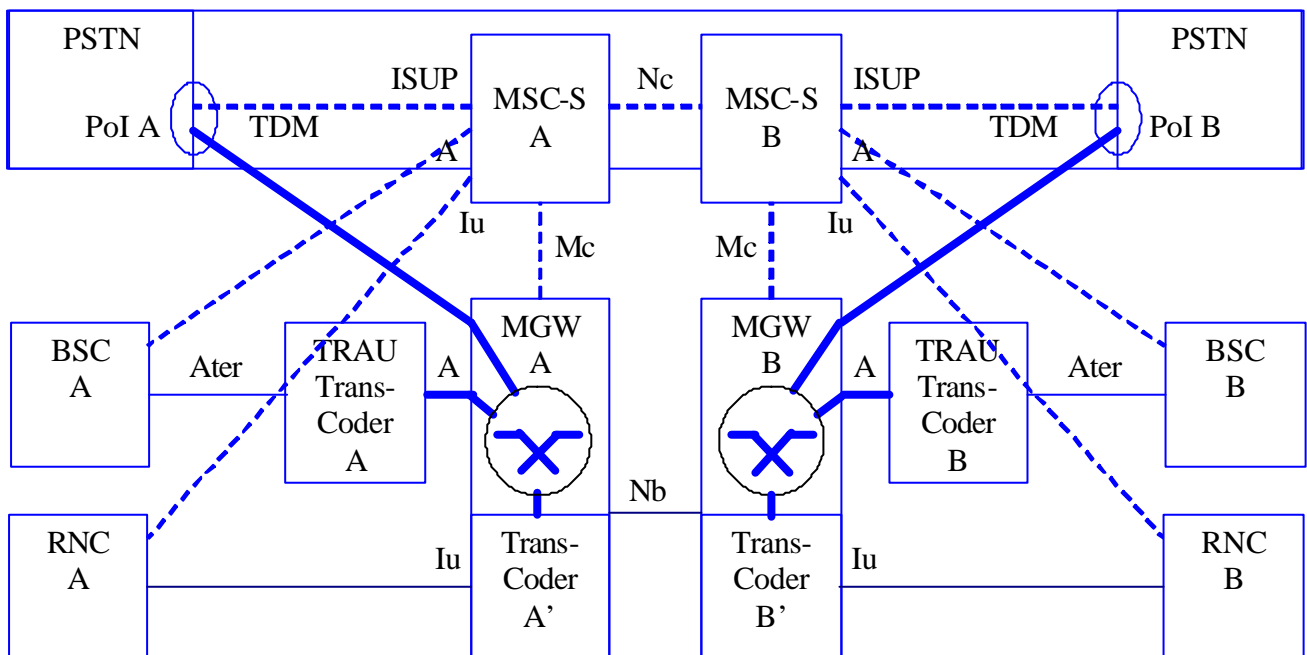 PSTN
PSTN
ISUP
MSC-S
A
Nc
MSC-S
B
ISUP
PoI A
TDM
TDM
PoI B
A
A
Iu
Iu
Mc
Mc
BSC
A
Ater
TRAU
Trans-
Coder
A
A
MGW
A
MGW
B
A
TRAU
Trans-
Coder
B
Ater
BSC
B
Nb
RNC
A
Iu
Trans-
Coder
A’
Trans-
Coder
B’
Iu
RNC
B